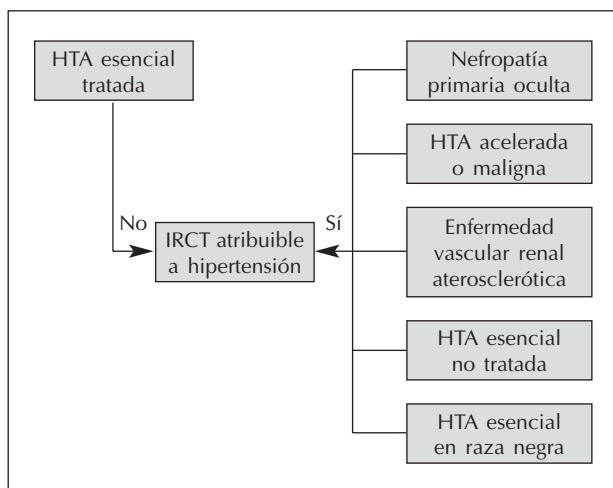 HTA esencial
tratada
No
IRCT atribuible
a hipertensión
Sí
Nefropatía
primaria oculta
HTA acelerada
o maligna
Enfermedad
vascular renal
aterosclerótica
HTA esencial
no tratada
HTA esencial
en raza negra